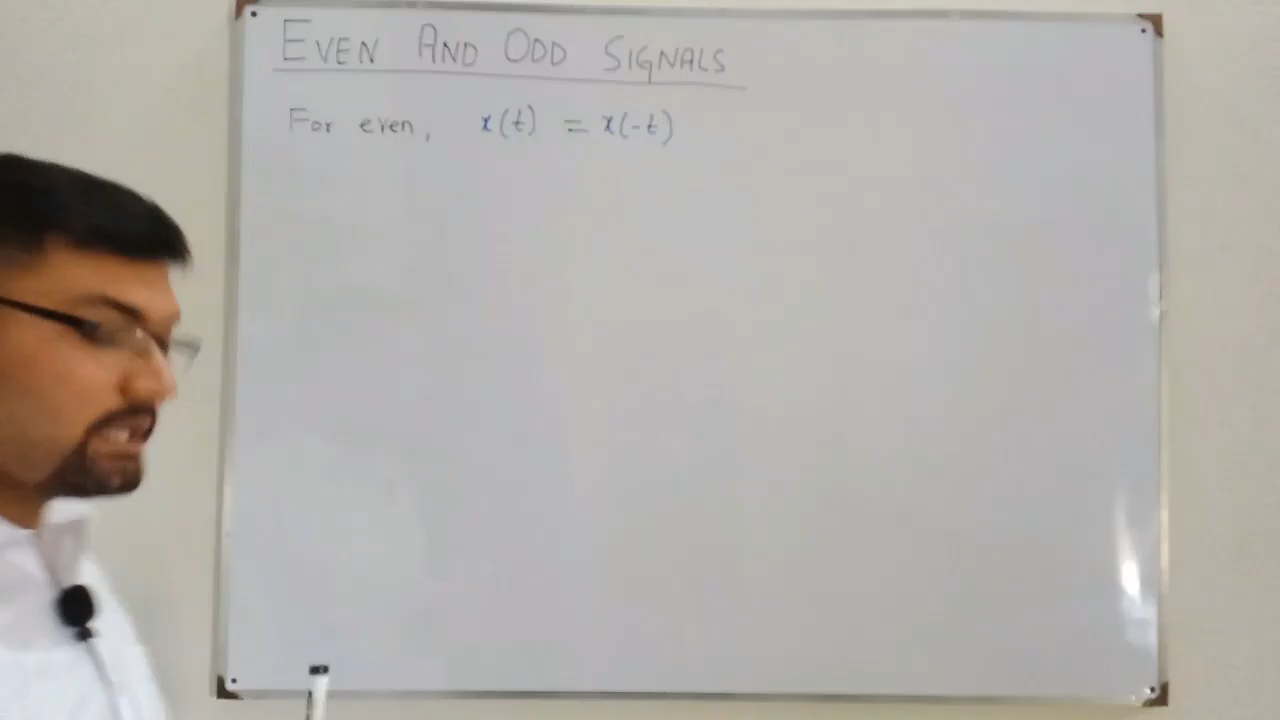 EVEN AND ODD SIGNALS
For even, x(t) = x(-t)